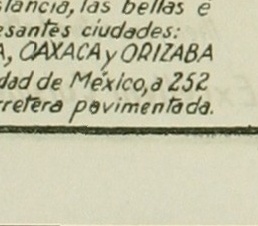 stancia, las bellas e
esantes ciudades:
A, OAXACA y ORIZABA
dad de México, a 252
rretera pavimentada.